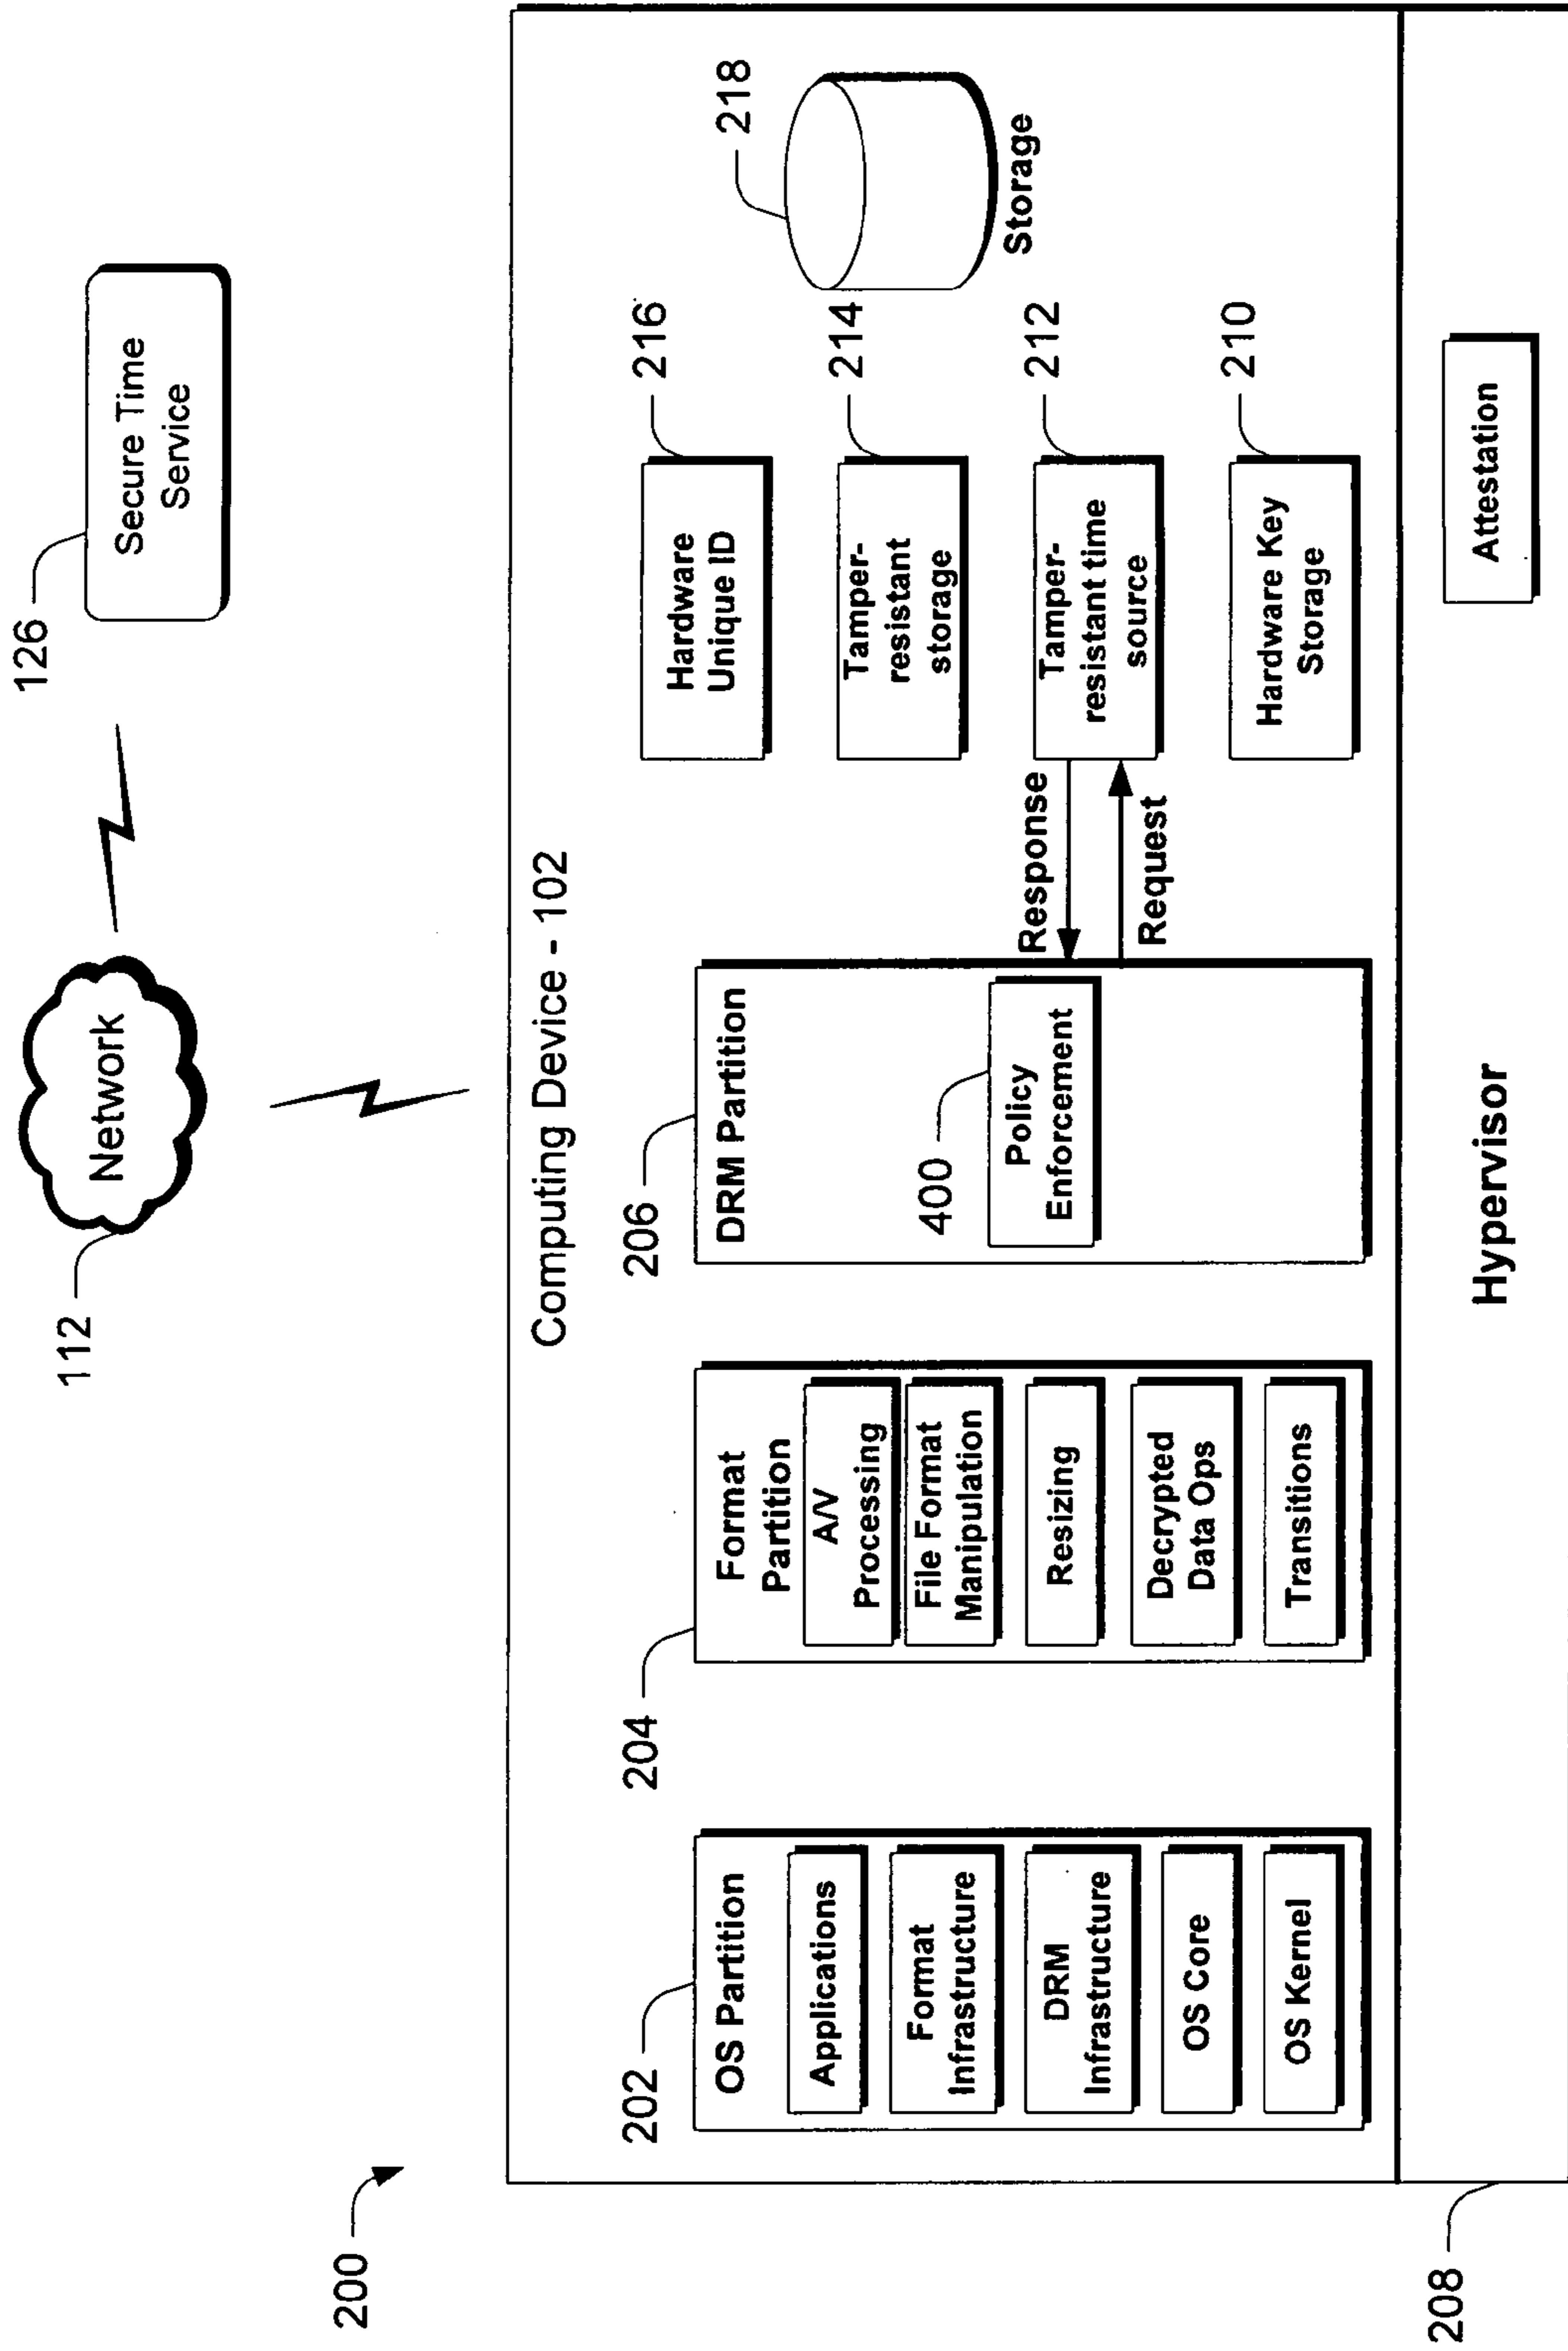 200
112
Network
126
Secure Time
Service
Computing Device - 102
202
OS Partition
Applications
Format
Infrastructure
DRM
Infrastructure
OS Core
OS Kernel
204
Format
Partition
A/V
Processing
File Format
Manipulation
Resizing
Decrypted
Data Ops
Transitions
206
DRM Partition
400
Policy
Enforcement
Response
Request
216
Hardware
Unique ID
214
Tamper-
resistant
storage
212
Tamper-
resistant time
source
210
Hardware Key
Storage
218
Storage
208
Hypervisor
Attestation